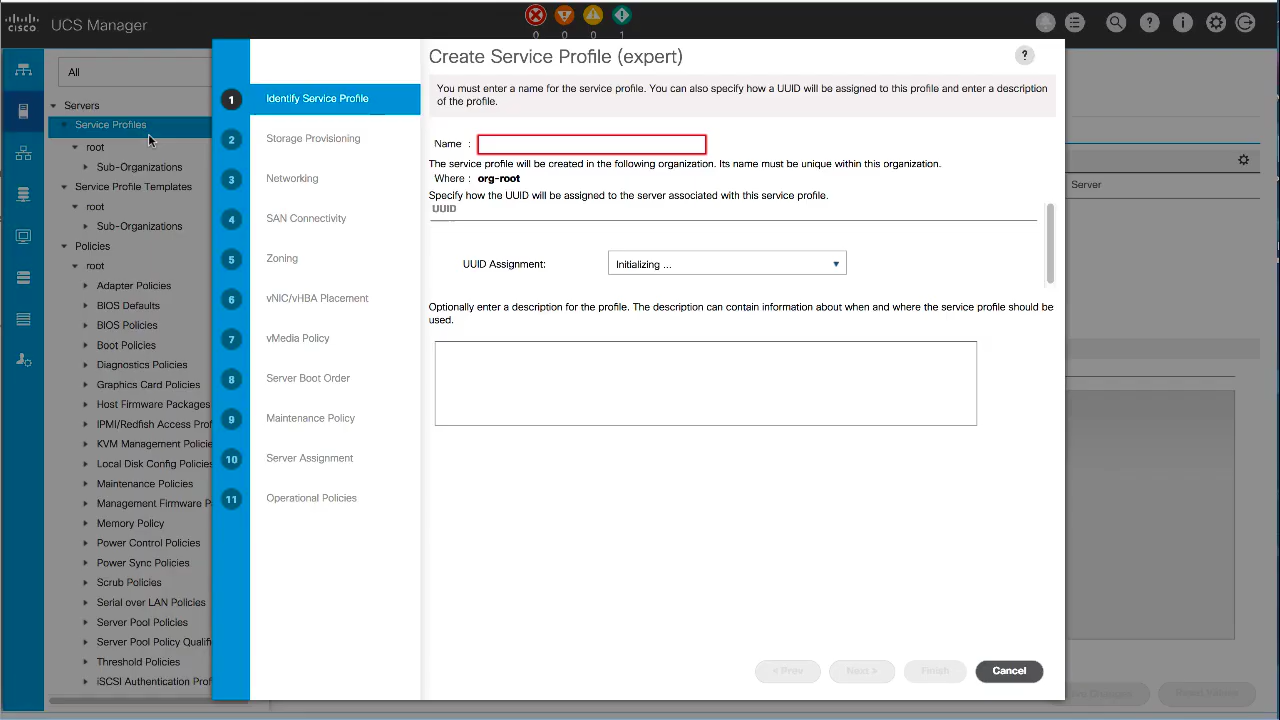 CISCO
UCS Manager
0
0
0
1
All
Servers
Service Profiles
root
Sub-Organizations
Service Profile Templates
root
Sub-Organizations
Policies
root
Adapter Policies
BIOS Defaults
BIOS Policies
Boot Policies
Diagnostics Policies
Graphics Card Policies
Host Firmware Packages
IPMI/Redfish Access Prof
KVM Management Policie
Local Disk Config Policies
Maintenance Policies
Management Firmware P
Memory Policy
Power Control Policies
Power Sync Policies
Scrub Policies
Serial over LAN Policies
Server Pool Policies
Server Pool Policy Qualifi
Threshold Policies
iSCSI Authentication Prof
1 Identify Service Profile
2 Storage Provisioning
3 Networking
4 SAN Connectivity
5 Zoning
6 vNIC/vHBA Placement
7 vMedia Policy
8 Server Boot Order
9 Maintenance Policy
10 Server Assignment
11 Operational Policies
Create Service Profile (expert)
?
You must enter a name for the service profile. You can also specify how a UUID will be assigned to this profile and enter a description
of the profile.
Name :
The service profile will be created in the following organization. Its name must be unique within this organization.
Where : org-root
Specify how the UUID will be assigned to the server associated with this service profile.
UUID
UUID Assignment: Initializing ...
Optionally enter a description for the profile. The description can contain information about when and where the service profile should be
used.
< Prev
Next >
Finish
Cancel
Server
Reset Values